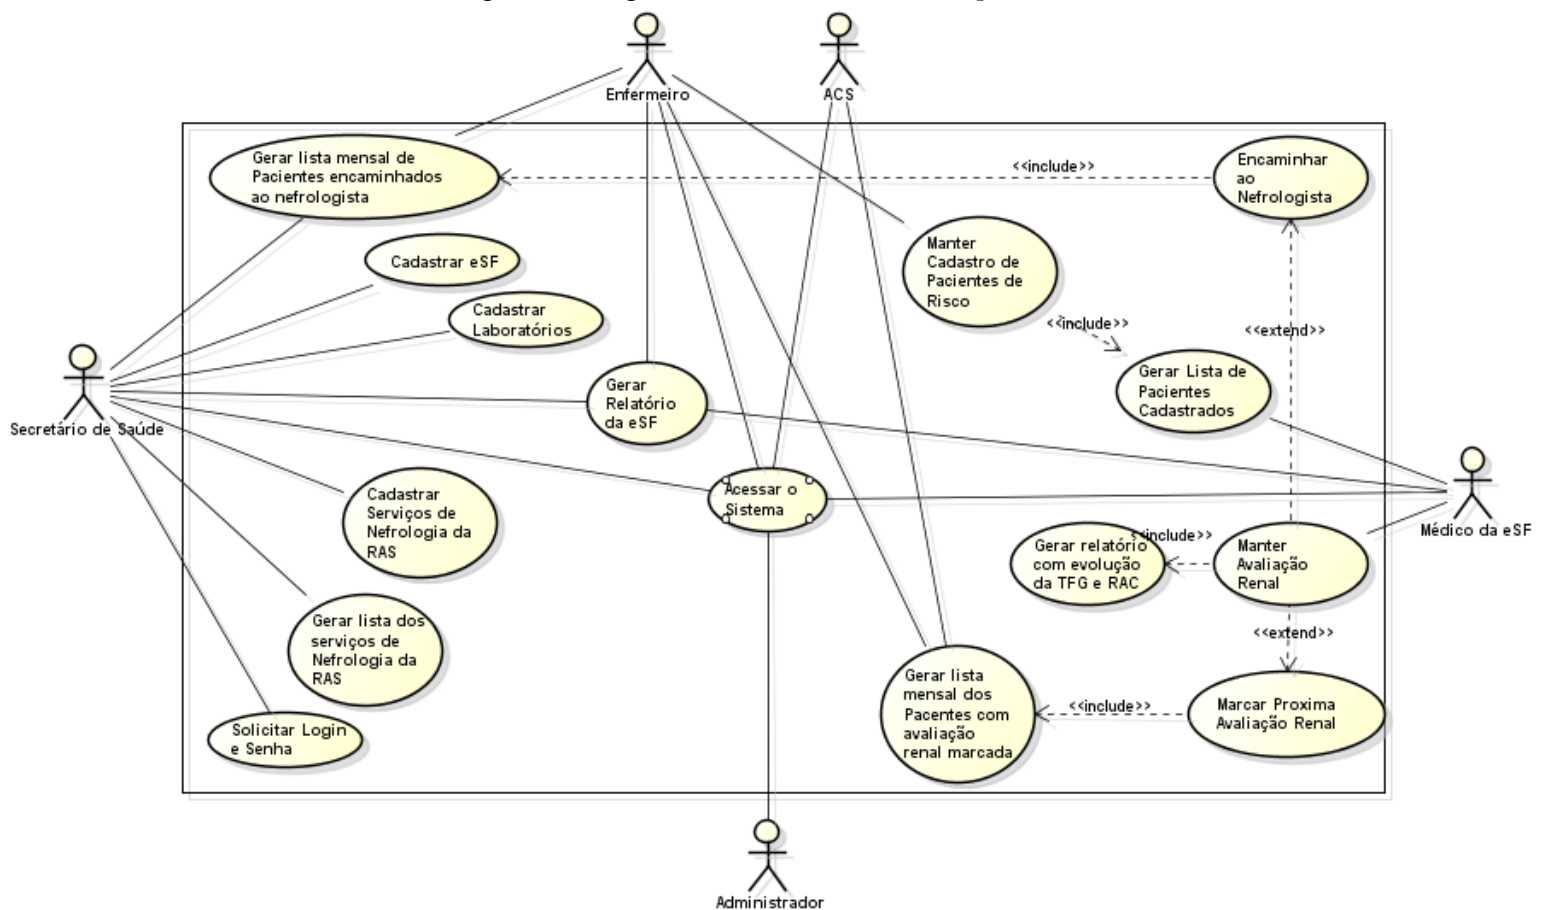 Enfermeiro
ACS
Gerar lista mensal de
Pacientes encaminhados
ao nefrologista
<<include>>
Encaminhar
ao
Nefrologista
Cadastrar eSF
Manter
Cadastro de
Pacientes de
Risco
Cadastrar
Laboratórios
<<include>>
<<extend>>
Gerar Lista de
Pacientes
Cadastrados
Gerar
Relatório
da eSF
Secretário de Saúde
Cadastrar
Serviços de
Nefrologia da
RAS
Acessar o
Sistema
Médico da eSF
<<include>>
Gerar relatório
com evolução
da TFG e RAC
Manter
Avaliação
Renal
Gerar lista dos
serviços de
Nefrologia da
RAS
<<extend>>
Gerar lista
mensal dos
Pacentes com
avaliação
renal marcada
<<include>>
Marcar Proxima
Avaliação Renal
Solicitar Login
e Senha
Administrador